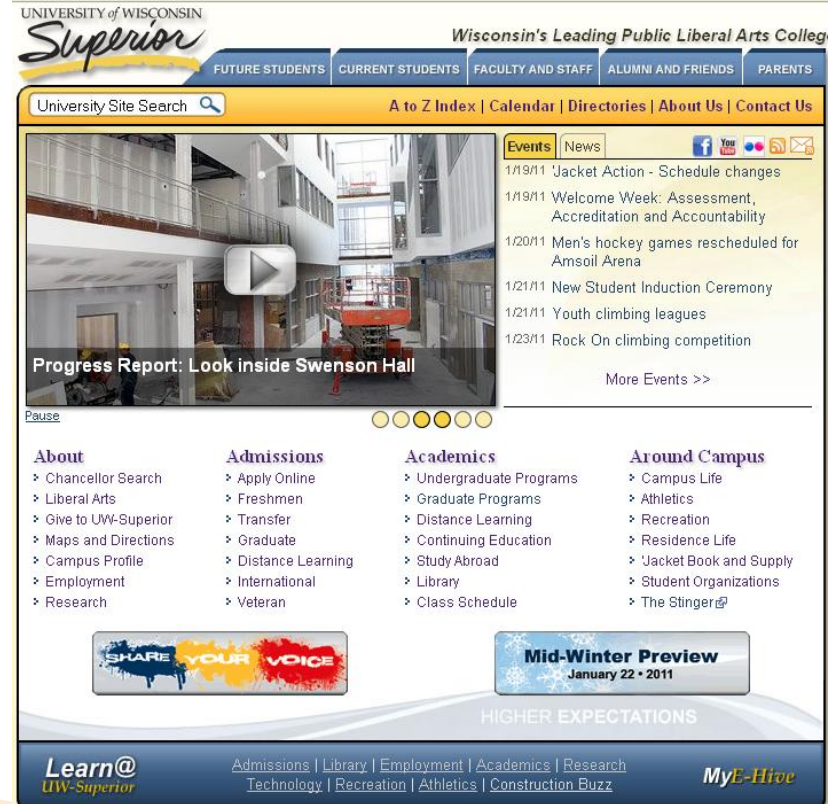 UNIVERSITY of WISCONSIN
Superior
Wisconsin's Leading Public Liberal Arts College
FUTURE STUDENTS CURRENT STUDENTS FACULTY AND STAFF ALUMNI AND FRIENDS PARENTS
University Site Search A to Z Index | Calendar | Directories | About Us | Contact Us
Events News
You Tube
1/19/11 'Jacket Action - Schedule changes
1/19/11 Welcome Week: Assessment,
Accreditation and Accountability
1/20/11 Men's hockey games rescheduled for
Amsoil Arena
1/21/11 New Student Induction Ceremony
1/21/11 Youth climbing leagues
1/23/11 Rock On climbing competition
More Events >>
Progress Report: Look inside Swenson Hall
Pause
About
Chancellor Search
Liberal Arts
Give to UW-Superior
Maps and Directions
Campus Profile
Employment
Research
Admissions
Apply Online
Freshmen
Transfer
Graduate
Distance Learning
International
Veteran
Academics
Undergraduate Programs
Graduate Programs
Distance Learning
Continuing Education
Study Abroad
Library
Class Schedule
Around Campus
Campus Life
Athletics
Recreation
Residence Life
'Jacket Book and Supply
Student Organizations
The Stinger
SHARE YOUR VOICE
Mid-Winter Preview
January 22 • 2011
HIGHER EXPECTATIONS
Learn@
UW-Superior
Admissions | Library | Employment | Academics | Research
Technology | Recreation | Athletics | Construction Buzz
MyE-Hive